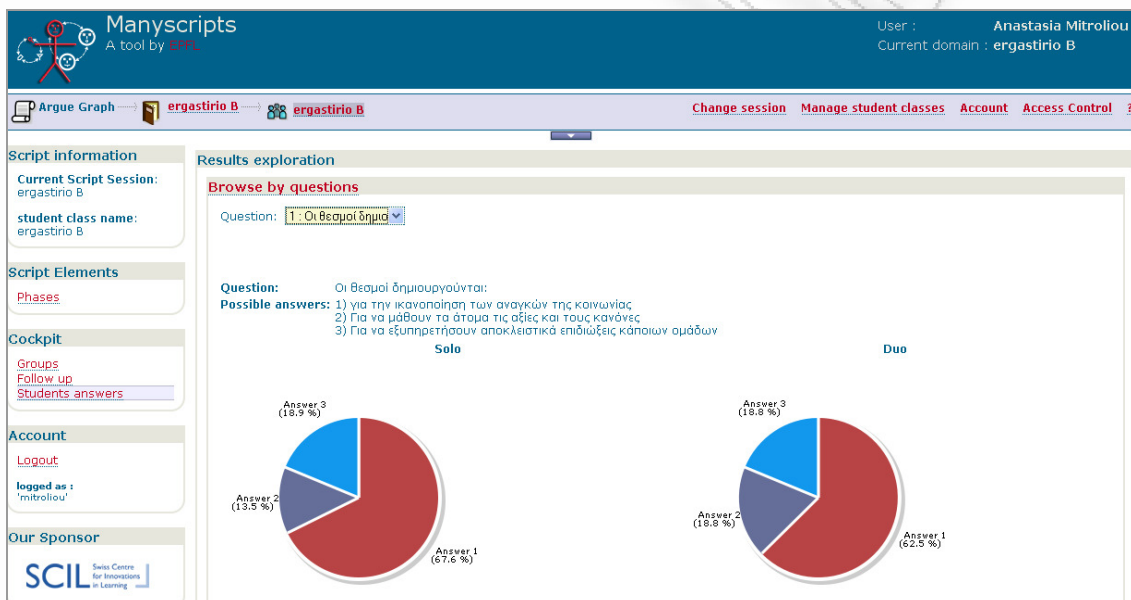 Manyscripts
A tool by EPFL
User : Anastasia Mitroliou
Current domain : ergastirio B
Argue Graph ergastirio B ergastirio B
Change session Manage student classes Account Access Control ?
Script information
Current Script Session:
ergastirio B
student class name:
ergastirio B
Script Elements
Phases
Cockpit
Groups
Follow up
Students answers
Account
Logout
logged as :
'mitroliou'
Our Sponsor
SCIL Swiss Centre
for Innovations
in Learning
Results exploration
Browse by questions
Question: 1 : Οι θεσμοί δημιο
Question: Οι θεσμοί δημιουργούνται:
Possible answers: 1) για την ικανοποίηση των αναγκών της κοινωνίας
2) Για να μάθουν τα άτομα τις αξίες και τους κανόνες
3) Για να εξυπηρετήσουν αποκλειστικά επιδιώξεις κάποιων ομάδων
Solo
Answer 3
(18.9 %)
Answer 2
(13.5 %)
Answer 1
(67.6 %)
Duo
Answer 3
(18.8 %)
Answer 2
(18.8 %)
Answer 1
(62.5 %)